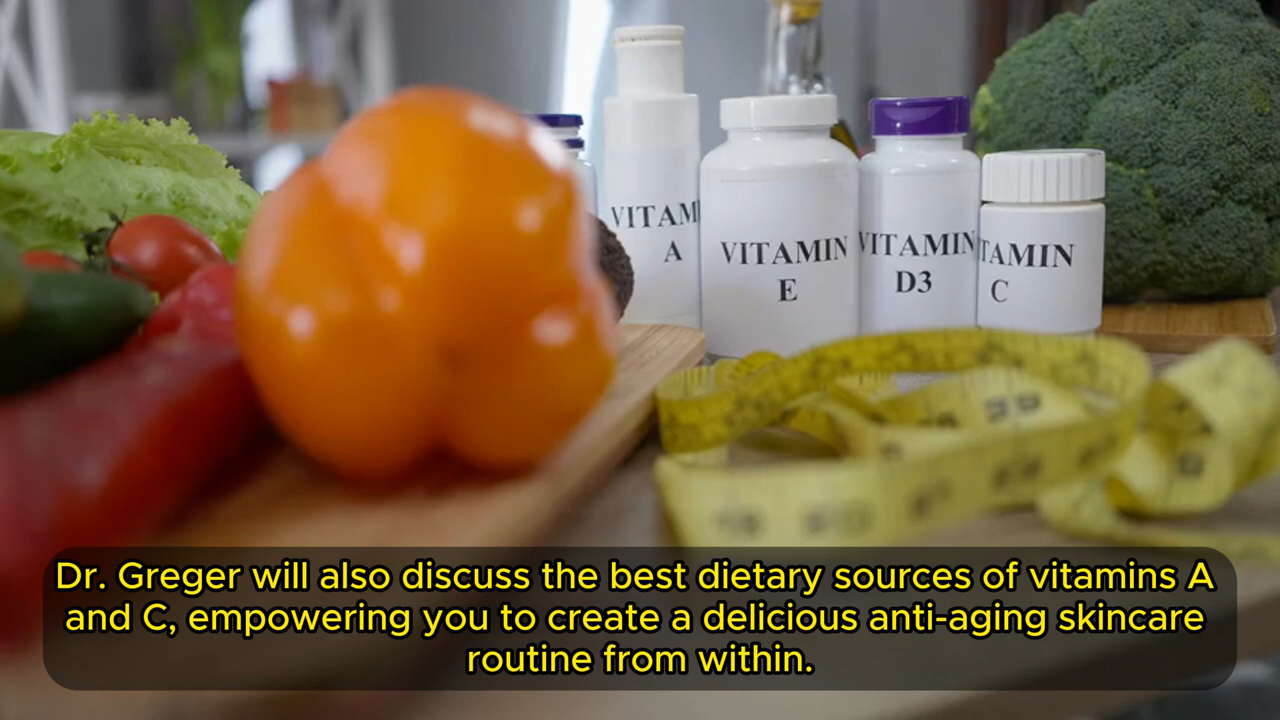 VITAM
A
VITAMIN
E
VITAMIN
D3
TAMIN
C
Dr. Greger will also discuss the best dietary sources of vitamins A
and C, empowering you to create a delicious anti-aging skincare
routine from within.